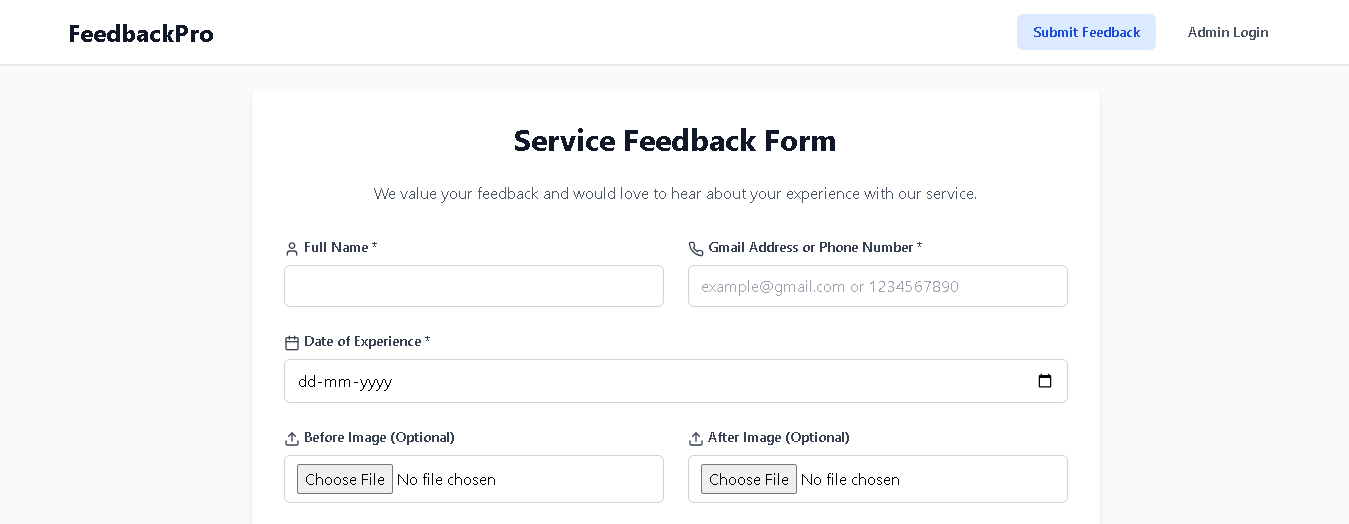 FeedbackPro
Submit Feedback
Admin Login
Service Feedback Form
We value your feedback and would love to hear about your experience with our service.
Full Name *
Gmail Address or Phone Number *
example@gmail.com or 1234567890
Date of Experience *
dd-mm-yyyy
Before Image (Optional)
After Image (Optional)
Choose File No file chosen
Choose File No file chosen